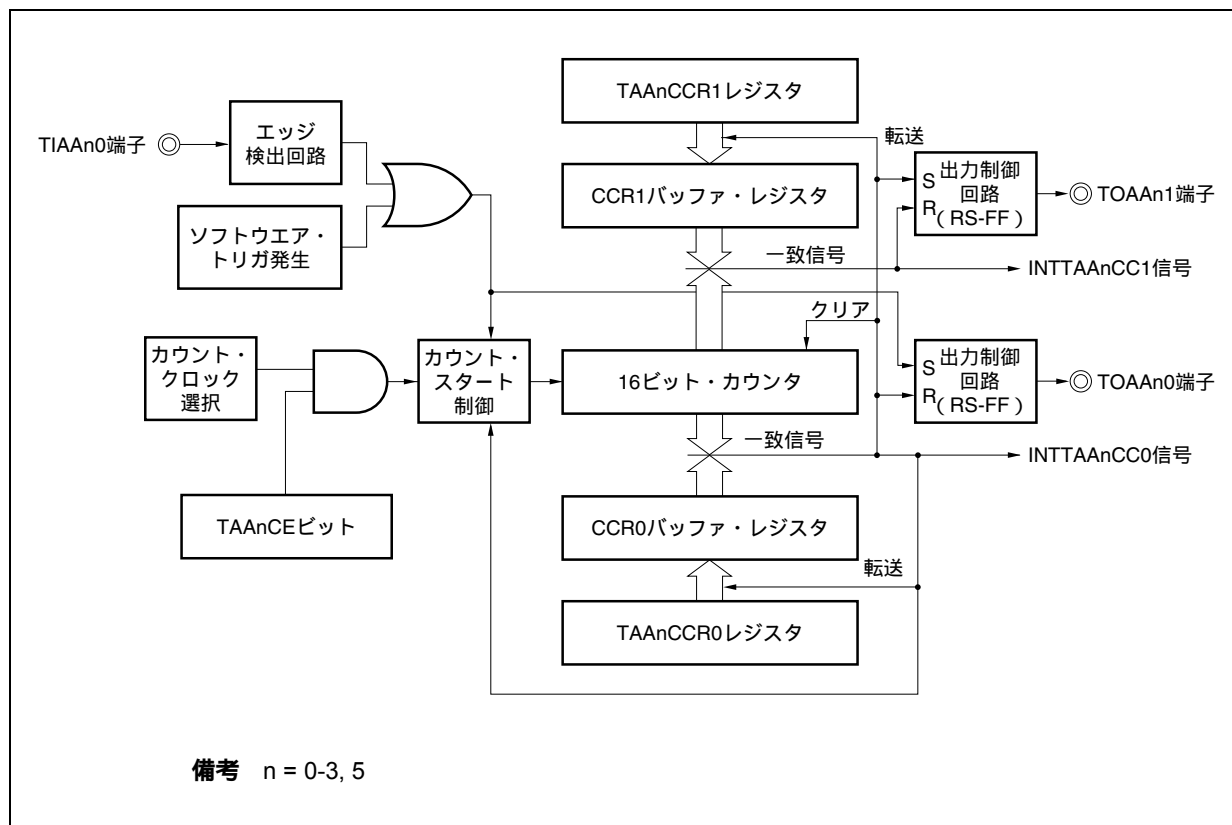 TAAnCCR1レジスタ
TIAAn0端子
エッジ
検出回路
転送
CCR1バッファ・レジスタ
S
R
出力制御
回路
(RS-FF)
TOAAn1端子
ソフトウエア・
トリガ発生
一致信号
INTTAAnCC1信号
クリア
カウント・
クロック
選択
カウント・
スタート
制御
16ビット・カウンタ
S
R
出力制御
回路
(RS-FF)
TOAAn0端子
一致信号
INTTAAnCC0信号
TAAnCEビット
CCR0バッファ・レジスタ
転送
TAAnCCR0レジスタ
備考 n = 0-3, 5